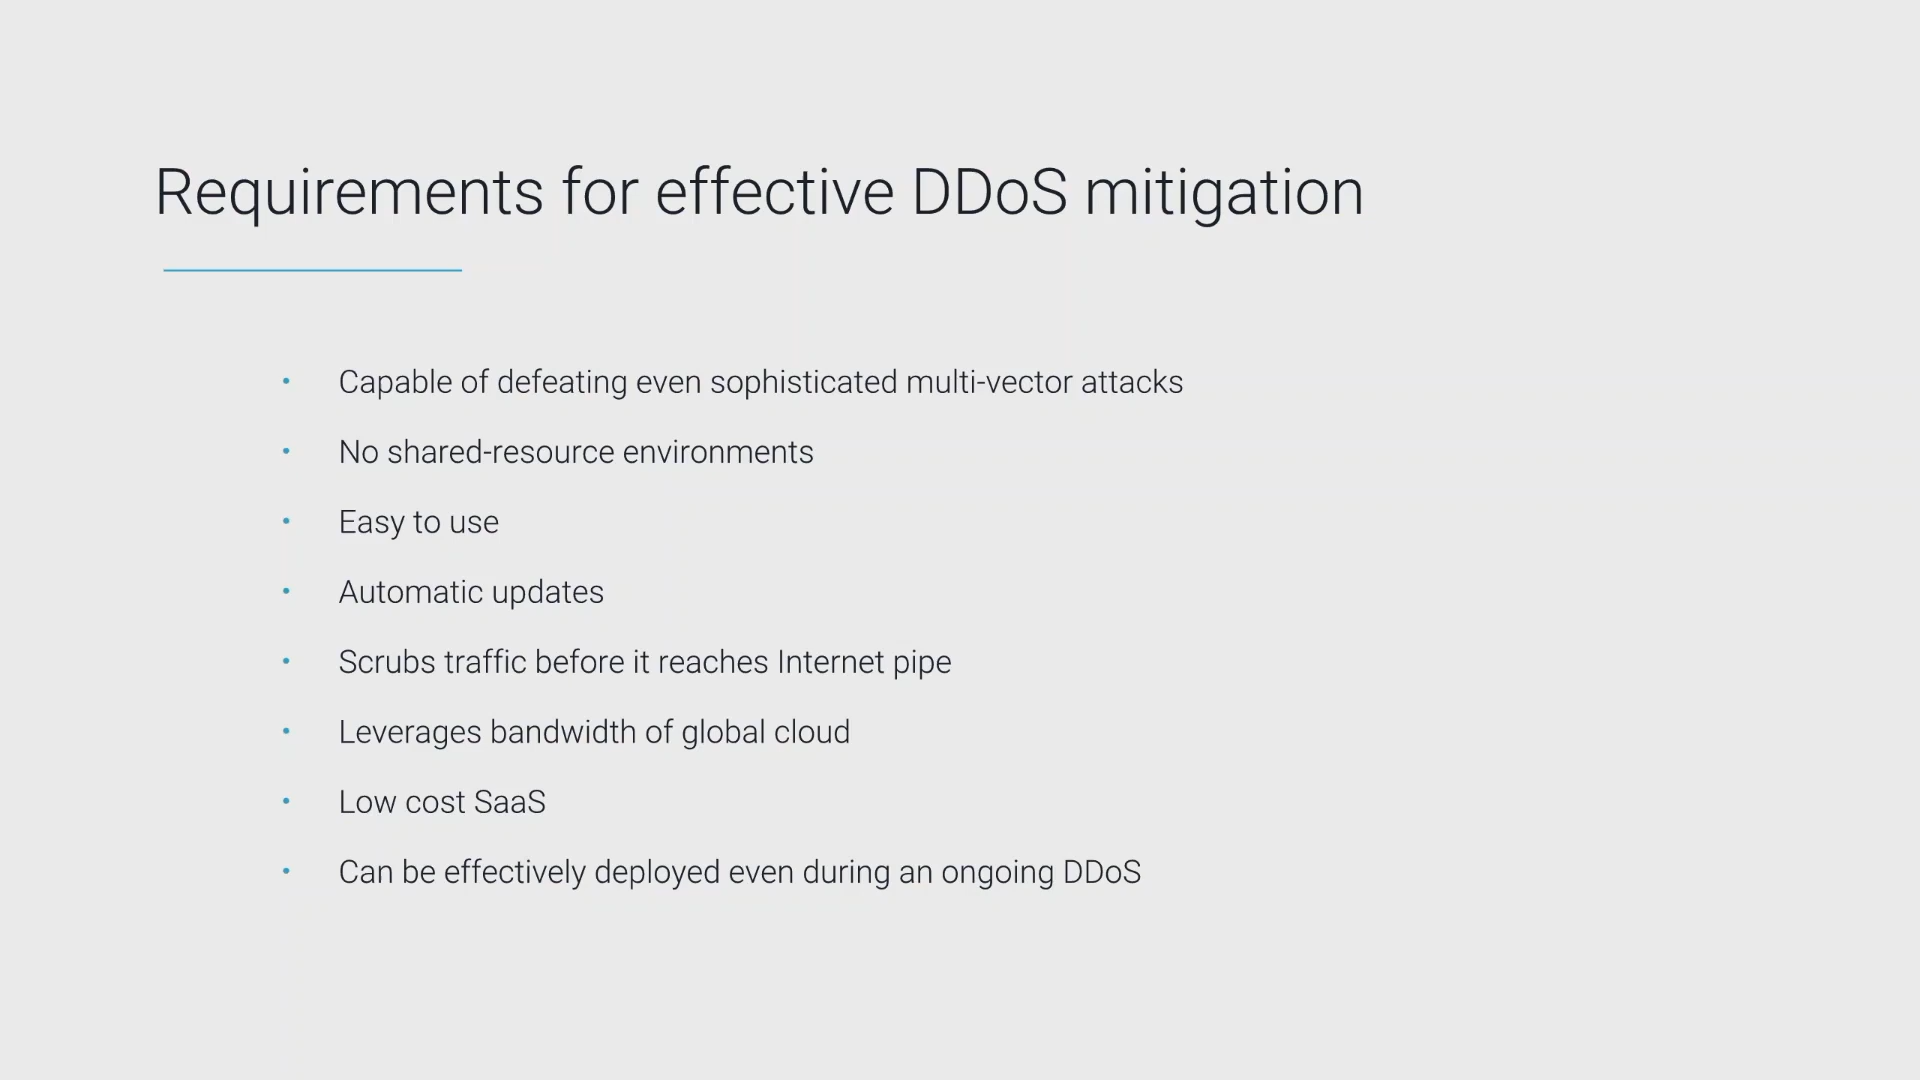 Requirements for effective DDoS mitigation
• Capable of defeating even sophisticated multi-vector attacks
• No shared-resource environments
• Easy to use
• Automatic updates
• Scrubs traffic before it reaches Internet pipe
• Leverages bandwidth of global cloud
• Low cost SaaS
• Can be effectively deployed even during an ongoing DDoS